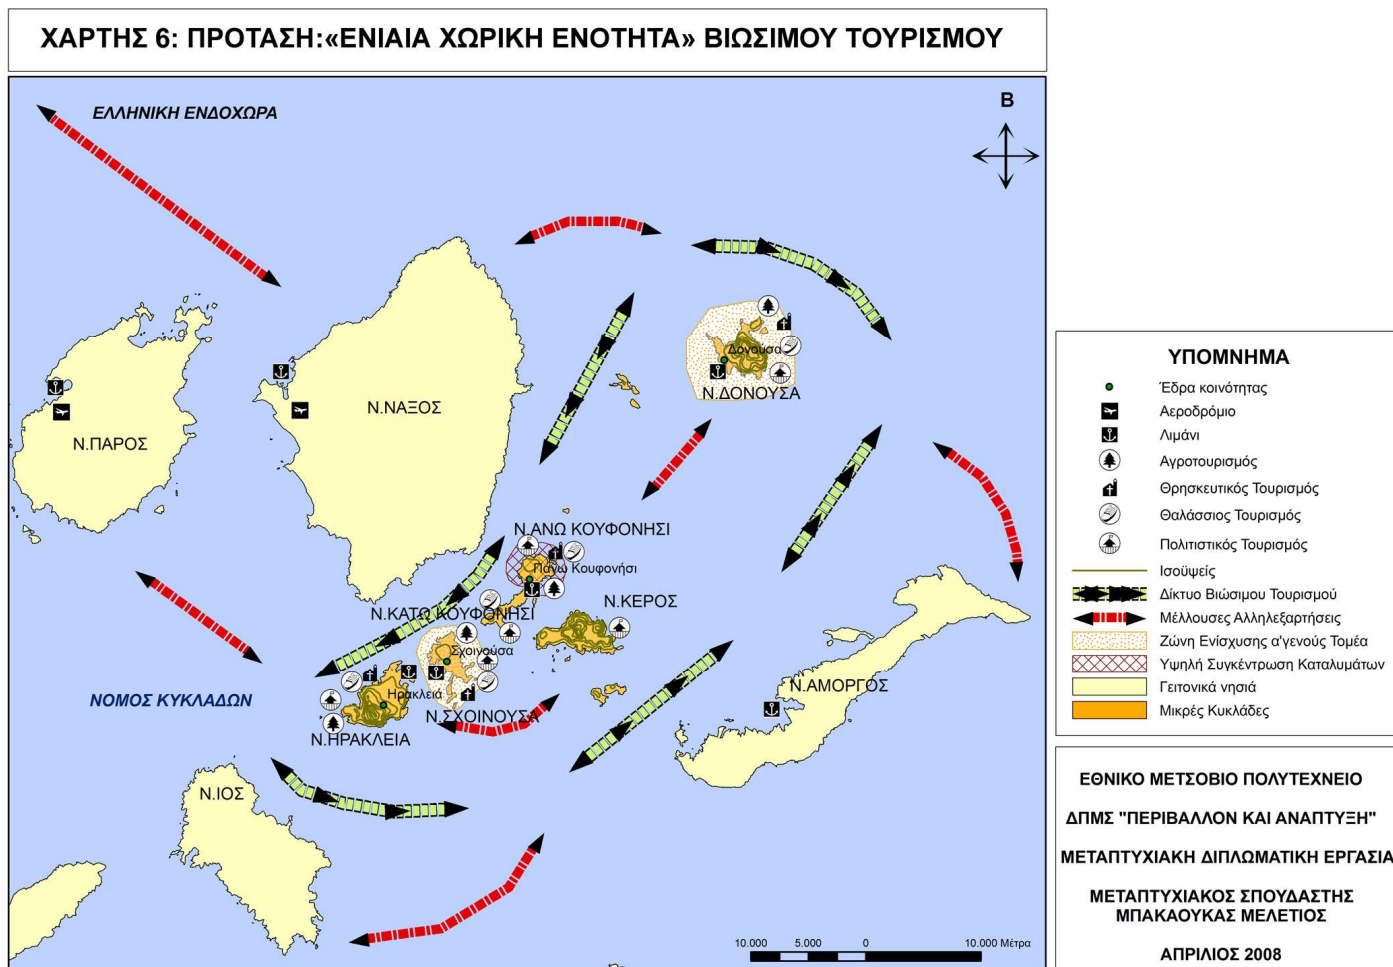 ΧΑΡΤΗΣ 6: ΠΡΟΤΑΣΗ:«ΕΝΙΑΙΑ ΧΩΡΙΚΗ ΕΝΟΤΗΤΑ» ΒΙΩΣΙΜΟΥ ΤΟΥΡΙΣΜΟΥ
ΕΛΛΗΝΙΚΗ ΕΝΔΟΧΩΡΑ
Β
Δονούσα
Ν.ΔΟΝΟΥΣΑ
Ν.ΝΑΞΟΣ
Ν.ΠΑΡΟΣ
Ν.ΑΝΩ ΚΟΥΦΟΝΗΣΙ
Πάνω Κουφονήσι
Ν.ΚΑΤΩ ΚΟΥΦΟΝΗΣΙ
Ν.ΚΕΡΟΣ
Σχοινούσα
Ηρακλειά
Ν.ΣΧΟΙΝΟΥΣΑ
Ν.ΗΡΑΚΛΕΙΑ
ΝΟΜΟΣ ΚΥΚΛΑΔΩΝ
Ν.ΑΜΟΡΓΟΣ
Ν.ΙΟΣ
10.000 5.000 0 10.000 Μέτρα
ΥΠΟΜΝΗΜΑ
Έδρα κοινότητας
Αεροδρόμιο
Λιμάνι
Αγροτουρισμός
Θρησκευτικός Τουρισμός
Θαλάσσιος Τουρισμός
Πολιτιστικός Τουρισμός
Ισοϋψείς
Δίκτυο Βιώσιμου Τουρισμού
Μέλλουσες Αλληλεξαρτήσεις
Ζώνη Ενίσχυσης α'γενούς Τομέα
Υψηλή Συγκέντρωση Καταλυμάτων
Γειτονικά νησιά
Μικρές Κυκλάδες
ΕΘΝΙΚΟ ΜΕΤΣΟΒΙΟ ΠΟΛΥΤΕΧΝΕΙΟ
ΔΠΜΣ "ΠΕΡΙΒΑΛΛΟΝ ΚΑΙ ΑΝΑΠΤΥΞΗ"
ΜΕΤΑΠΤΥΧΙΑΚΗ ΔΙΠΛΩΜΑΤΙΚΗ ΕΡΓΑΣΙΑ
ΜΕΤΑΠΤΥΧΙΑΚΟΣ ΣΠΟΥΔΑΣΤΗΣ
ΜΠΑΚΑΟΥΚΑΣ ΜΕΛΕΤΙΟΣ
ΑΠΡΙΛΙΟΣ 2008